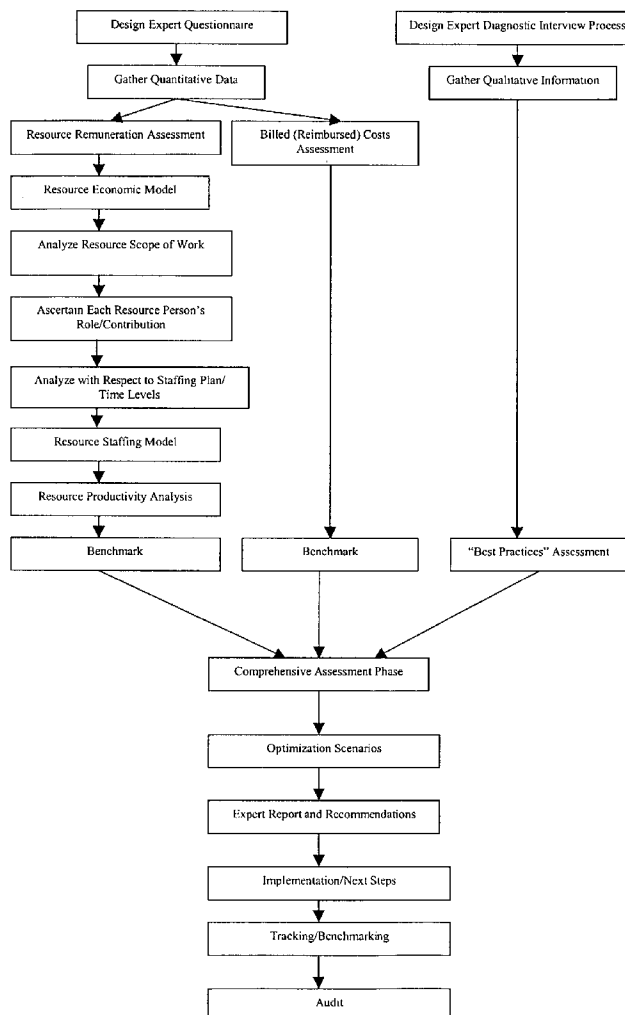 Design Expert Questionnaire
Design Expert Diagnostic Interview Process
Gather Quantitative Data
Gather Qualitative Information
Resource Remuneration Assessment
Billed (Reimbursed) Costs
Assessment
Resource Economic Model
Analyze Resource Scope of Work
Ascertain Each Resource Person's
Role/Contribution
Analyze with Respect to Staffing Plan/
Time Levels
Resource Staffing Model
Resource Productivity Analysis
Benchmark
Benchmark
“Best Practices” Assessment
Comprehensive Assessment Phase
Optimization Scenarios
Expert Report and Recommendations
Implementation/Next Steps
Tracking/Benchmarking
Audit